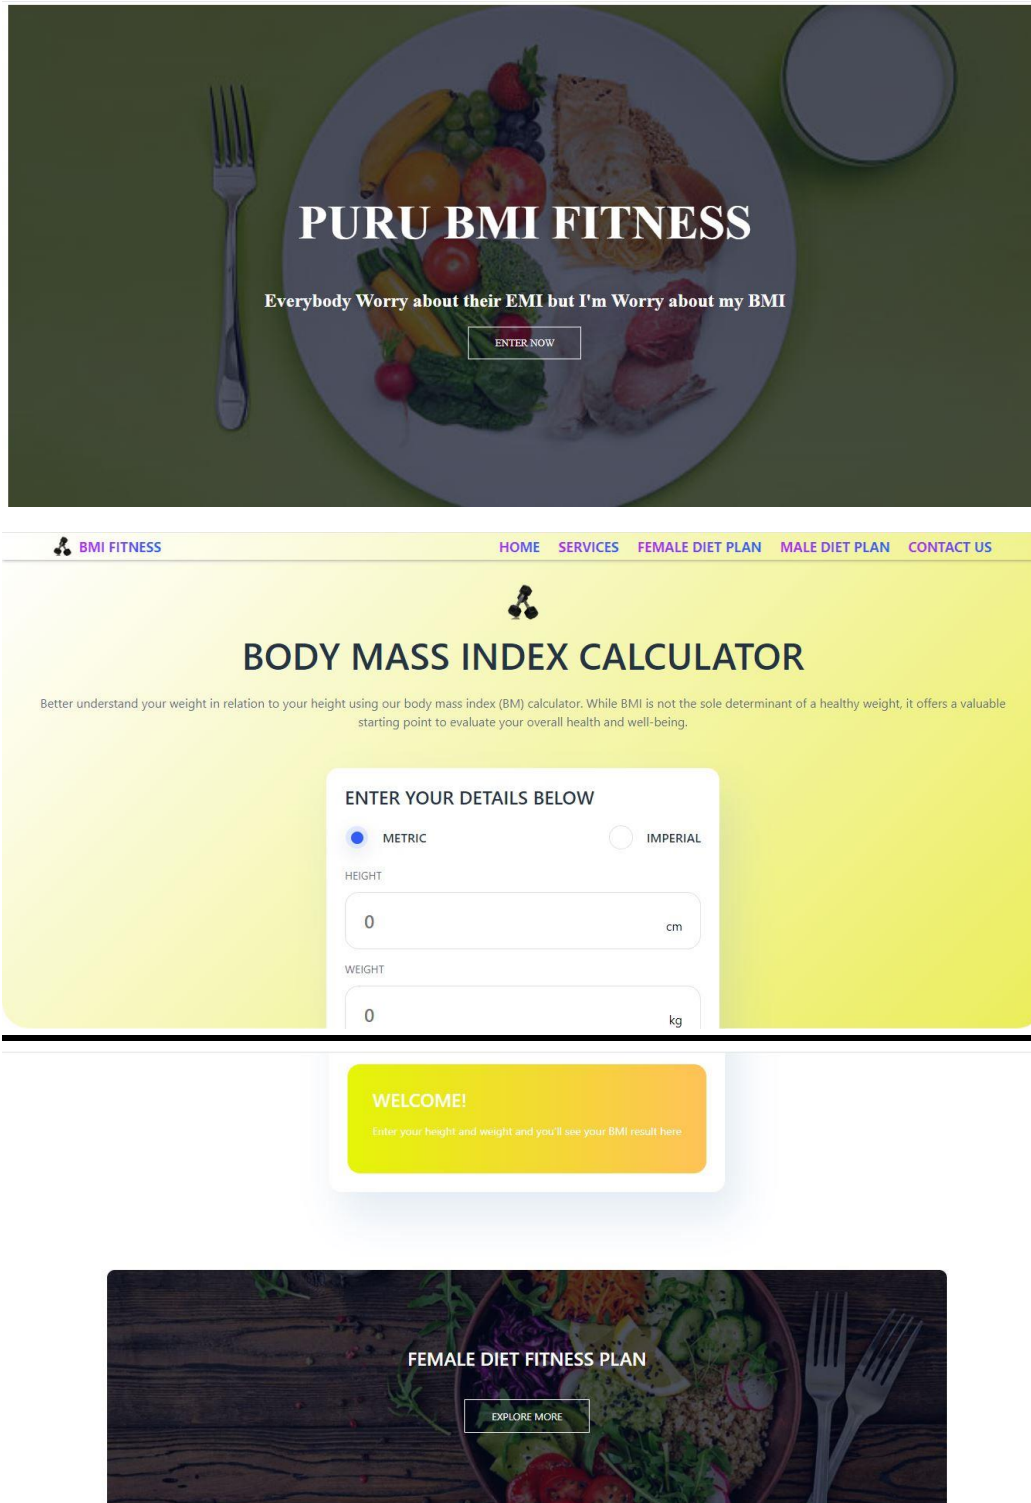 PURU BMI FITNESS
Everybody Worry about their EMI but I'm Worry about my BMI
ENTER NOW
BMI FITNESS
HOME SERVICES FEMALE DIET PLAN MALE DIET PLAN CONTACT US
BODY MASS INDEX CALCULATOR
Better understand your weight in relation to your height using our body mass index (BM) calculator. While BMI is not the sole determinant of a healthy weight, it offers a valuable
starting point to evaluate your overall health and well-being.
ENTER YOUR DETAILS BELOW
METRIC IMPERIAL
HEIGHT
0 cm
WEIGHT
0 kg
WELCOME!
Enter your height and weight and you'll see your BMI result here
FEMALE DIET FITNESS PLAN
EXPLORE MORE